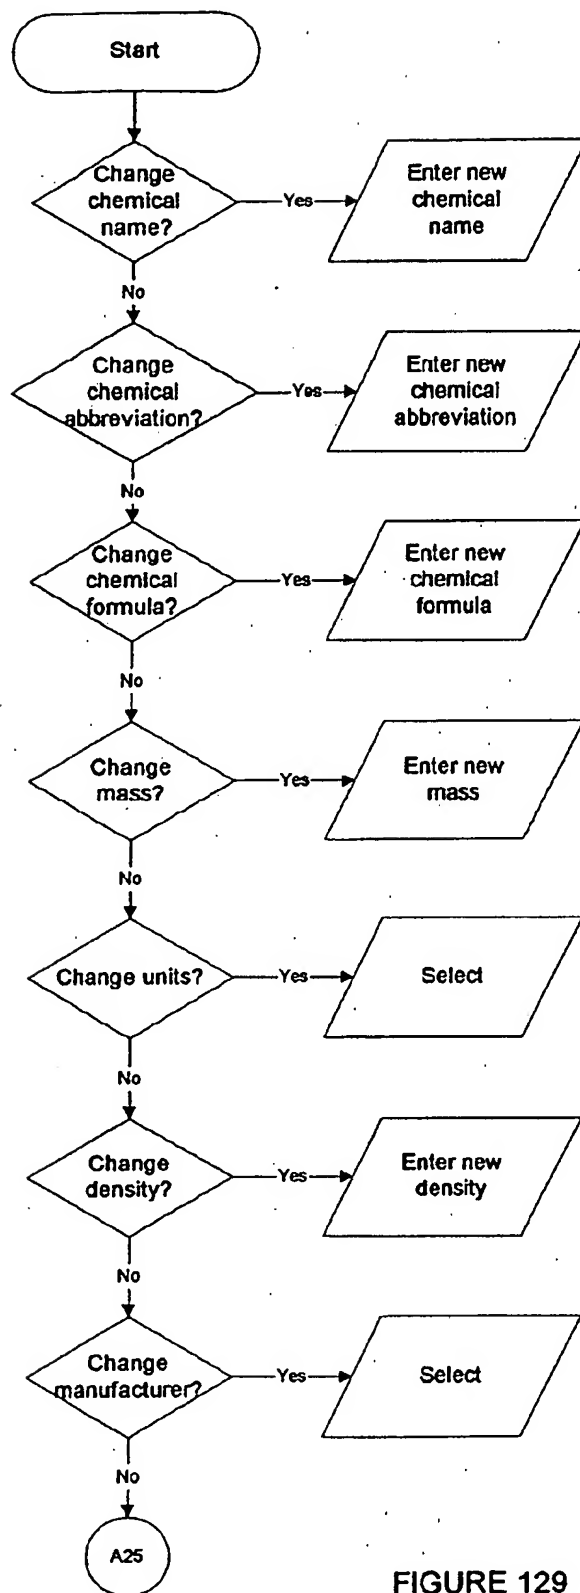 Start
Change
chemical
name?
Yes
Enter new
chemical
name
No
Change
chemical
abbreviation?
Yes
Enter new
chemical
abbreviation
No
Change
chemical
formula?
Yes
Enter new
chemical
formula
No
Change
mass?
Yes
Enter new
mass
No
Change units?
Yes
Select
No
Change
density?
Yes
Enter new
density
No
Change
manufacturer?
Yes
Select
No
A25
FIGURE 129